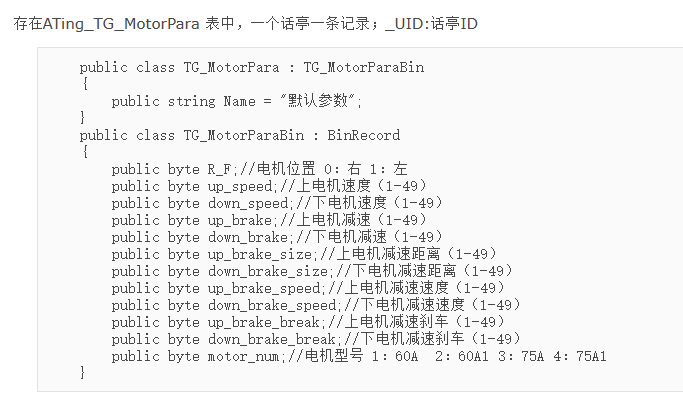 存在ATing_TG_MotorPara 表中，一个话亭一条记录；_UID:话亭ID
public class TG_MotorPara : TG_MotorParaBin
{
public string Name = "默认参数";
}
public class TG_MotorParaBin : BinRecord
{
public byte R_F;//电机位置 0：右 1：左
public byte up_speed;//上电机速度（1-49）
public byte down_speed;//下电机速度（1-49）
public byte up_brake;//上电机减速（1-49）
public byte down_brake;//下电机减速（1-49）
public byte up_brake_size;//上电机减速距离（1-49）
public byte down_brake_size;//下电机减速距离（1-49）
public byte up_brake_speed;//上电机减速速度（1-49）
public byte down_brake_speed;//下电机减速速度（1-49）
public byte up_brake_break;//上电机减速刹车（1-49）
public byte down_brake_break;//下电机减速刹车（1-49）
public byte motor_num;//电机型号 1：60A  2：60A1 3：75A 4：75A1
}